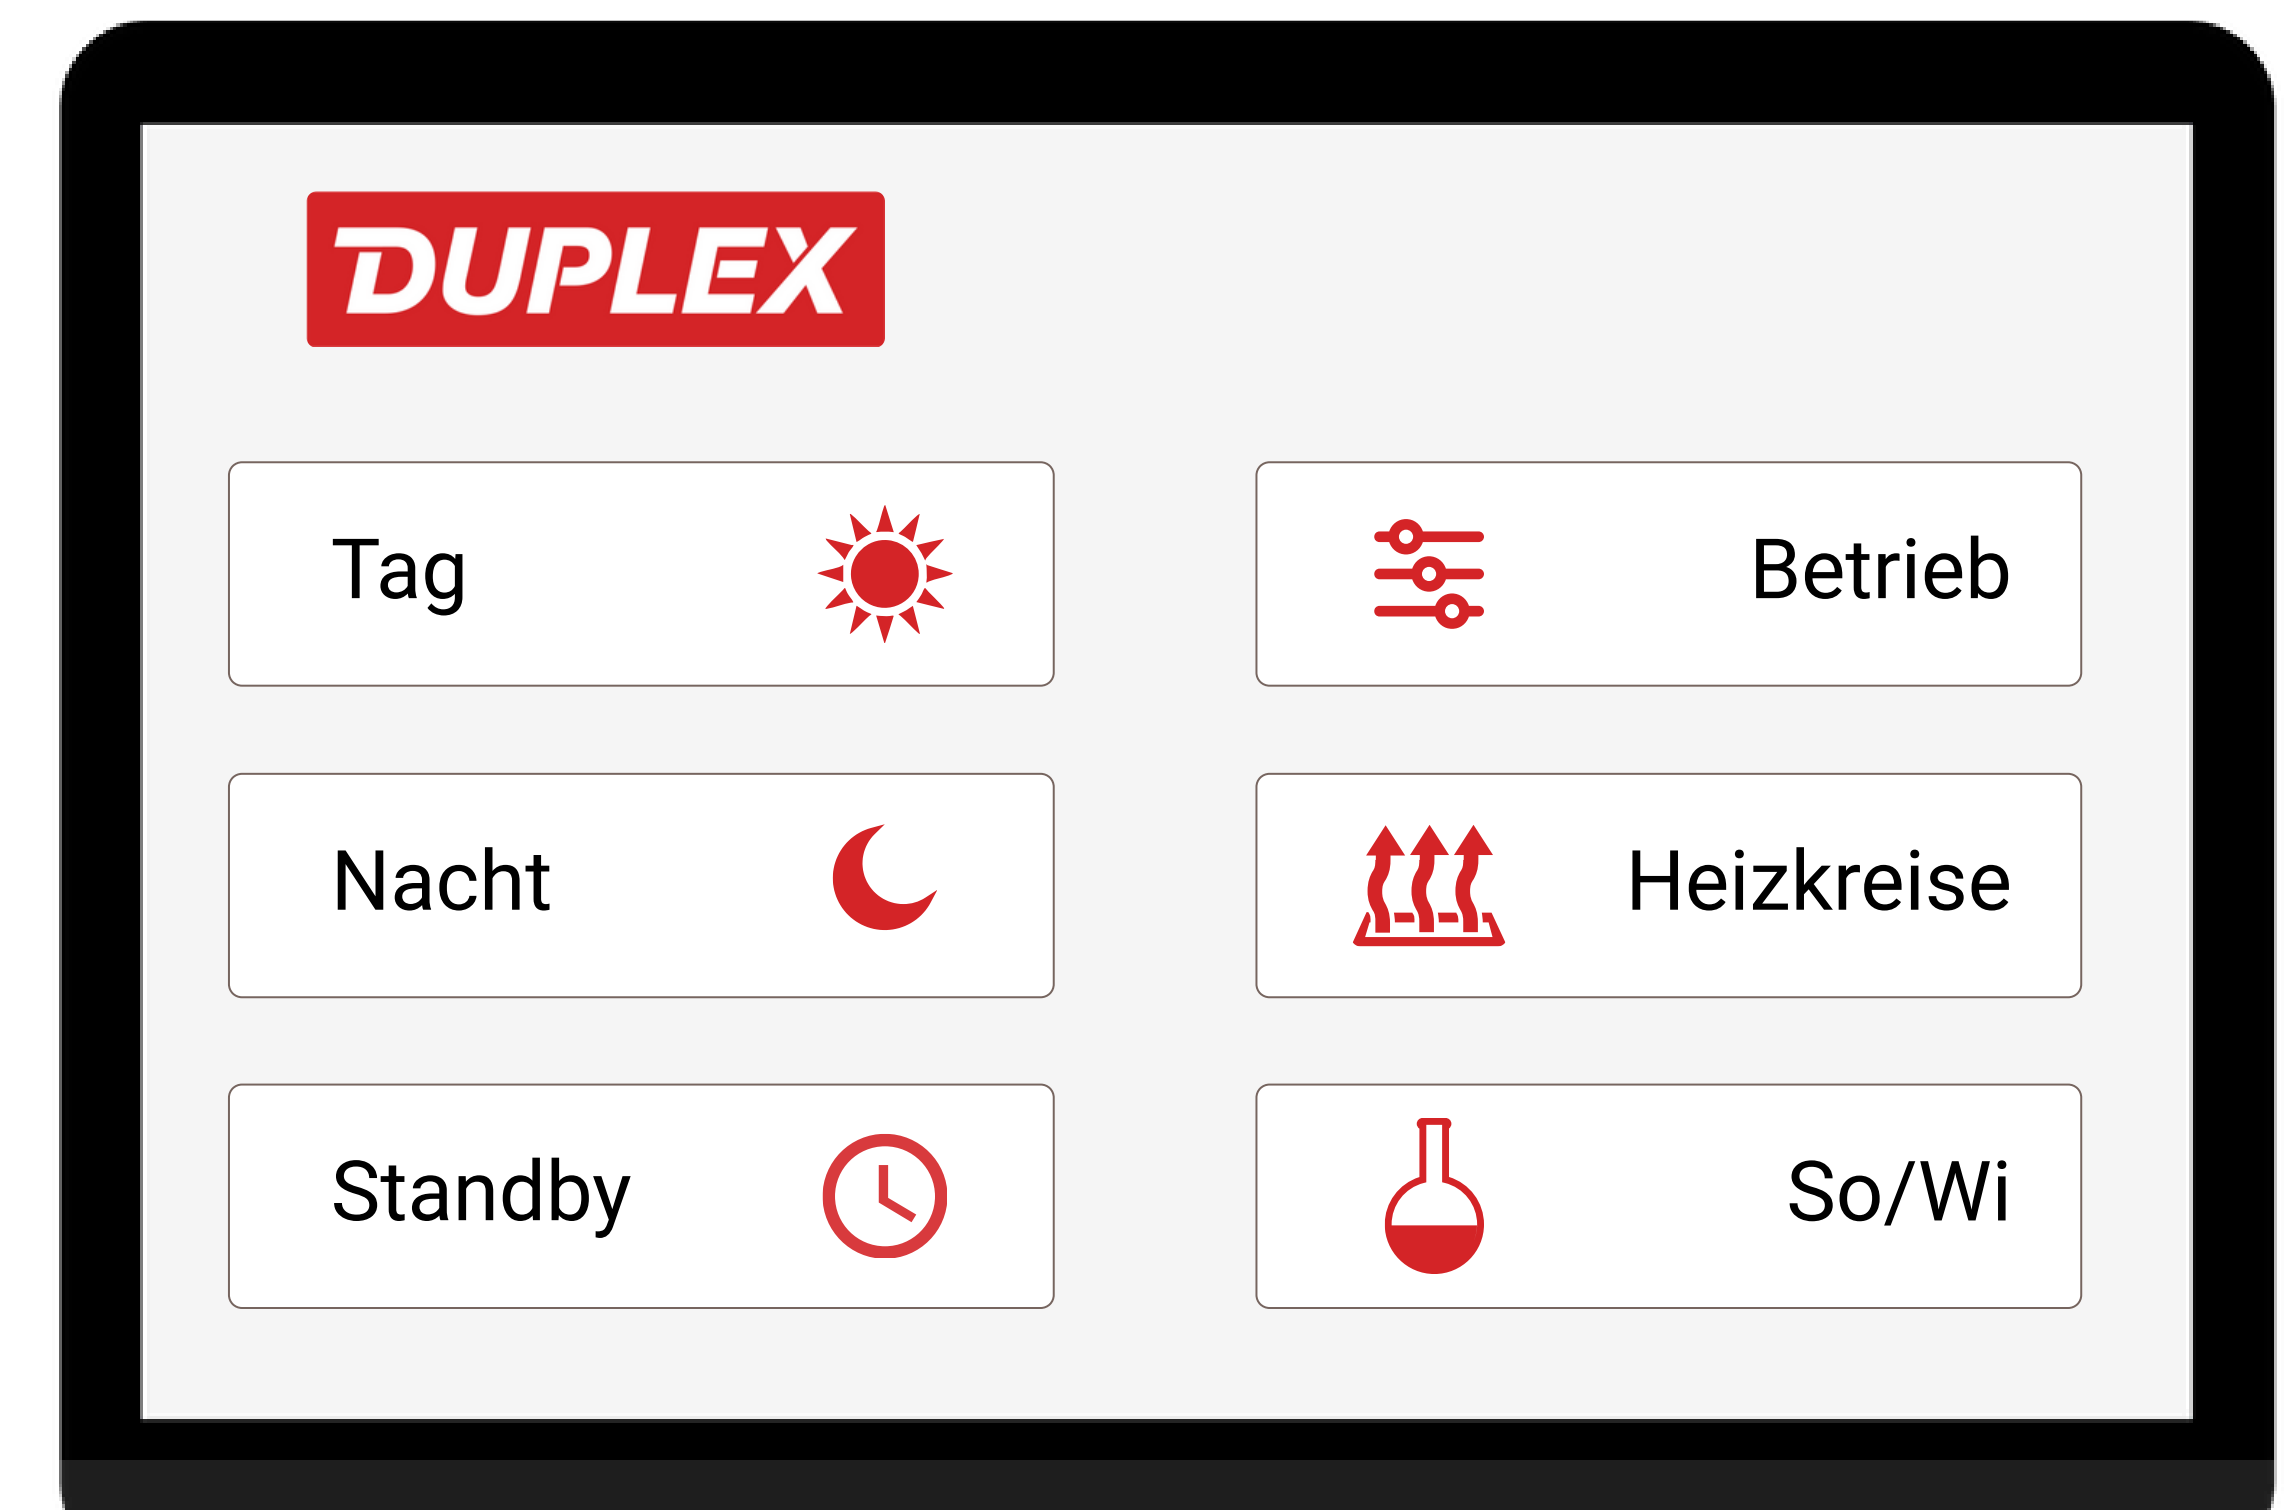 DUPLEX
Tag
Betrieb
Nacht
Heizkreise
Standby
So/Wi